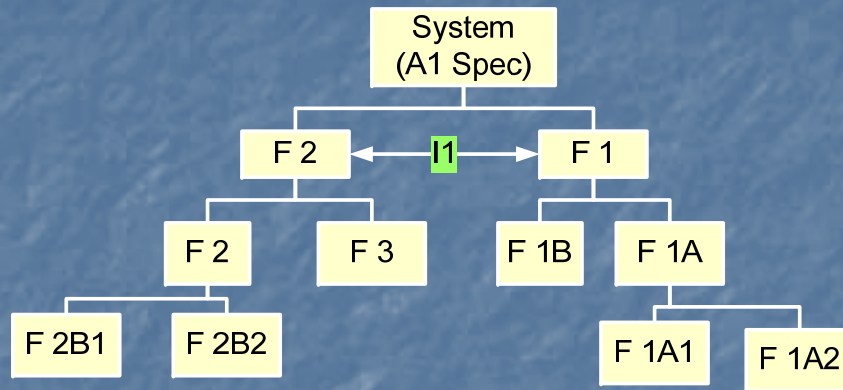 System
(A1 Spec)
F 2
I1
F 1
F 2
F 3
F 1B
F 1A
F 2B1
F 2B2
F 1A1
F 1A2